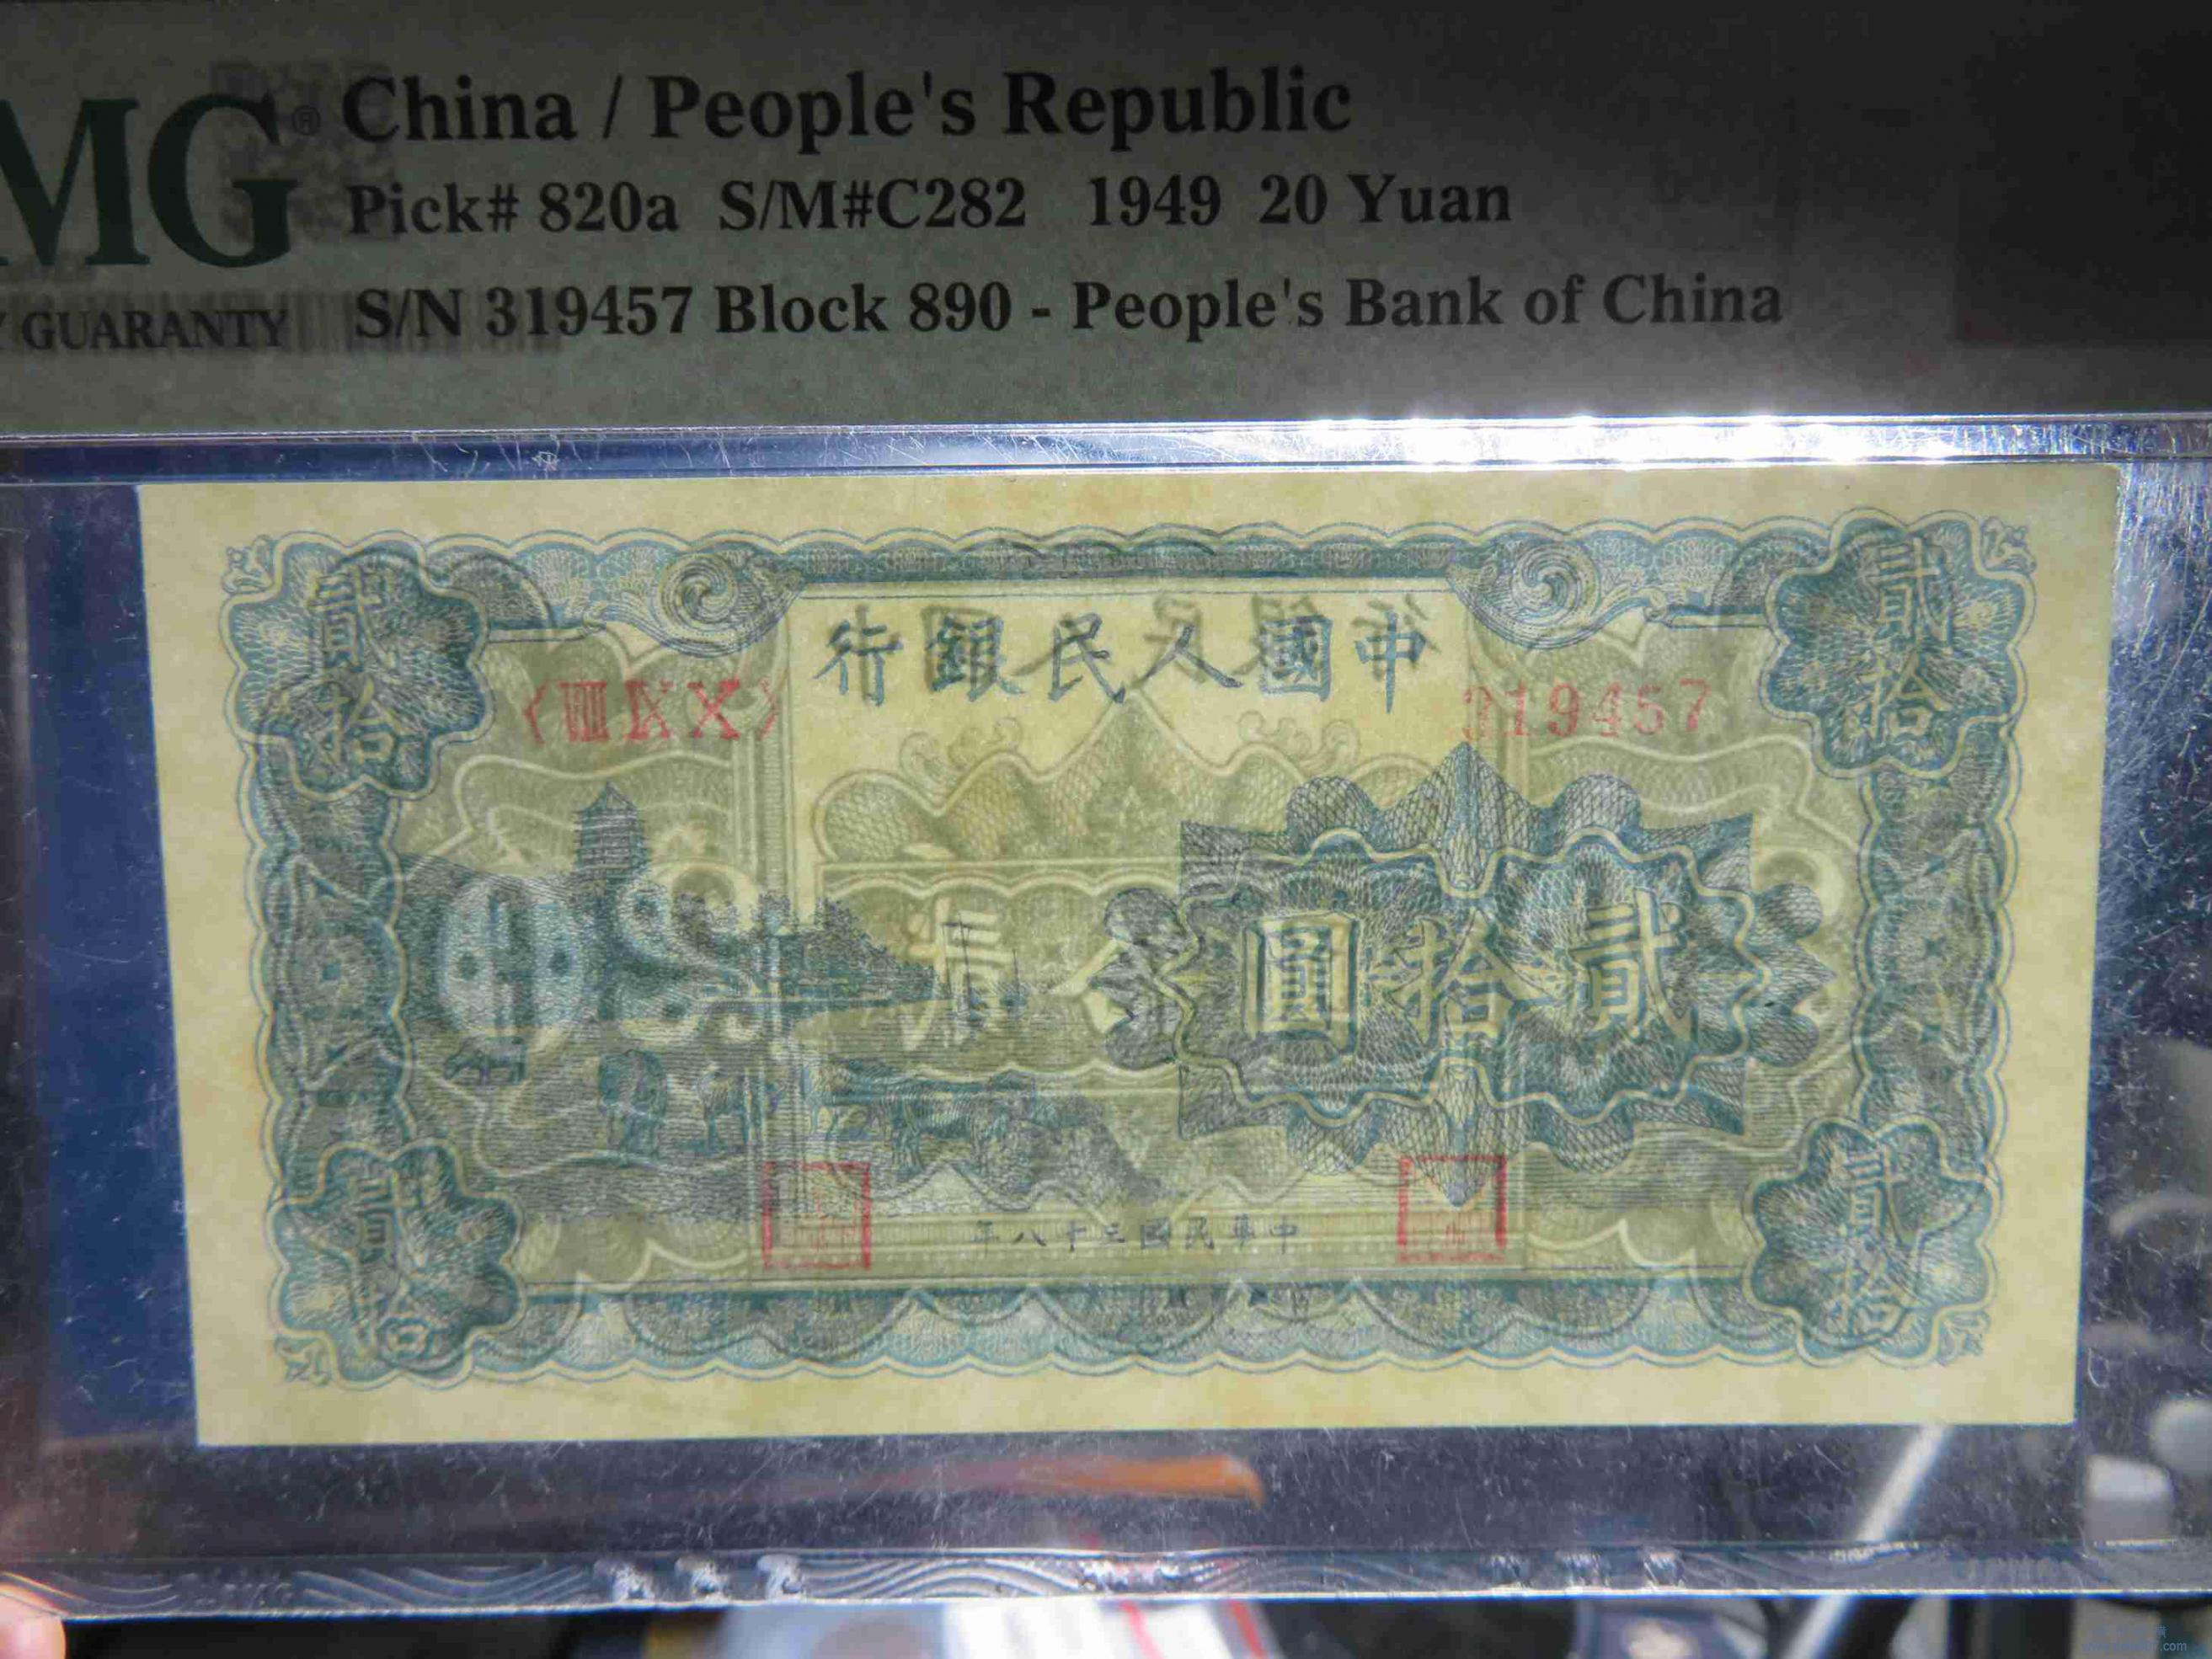 MG® China / People's Republic
Pick# 820a S/M#C282 1949 20 Yuan
GUARANTY S/N 319457 Block 890 - People's Bank of China
貳拾
貳拾
行銀民人國中
〈ⅧⅨⅩ〉
319457
圓拾貳
年八十三國民華中
貳拾
貳拾